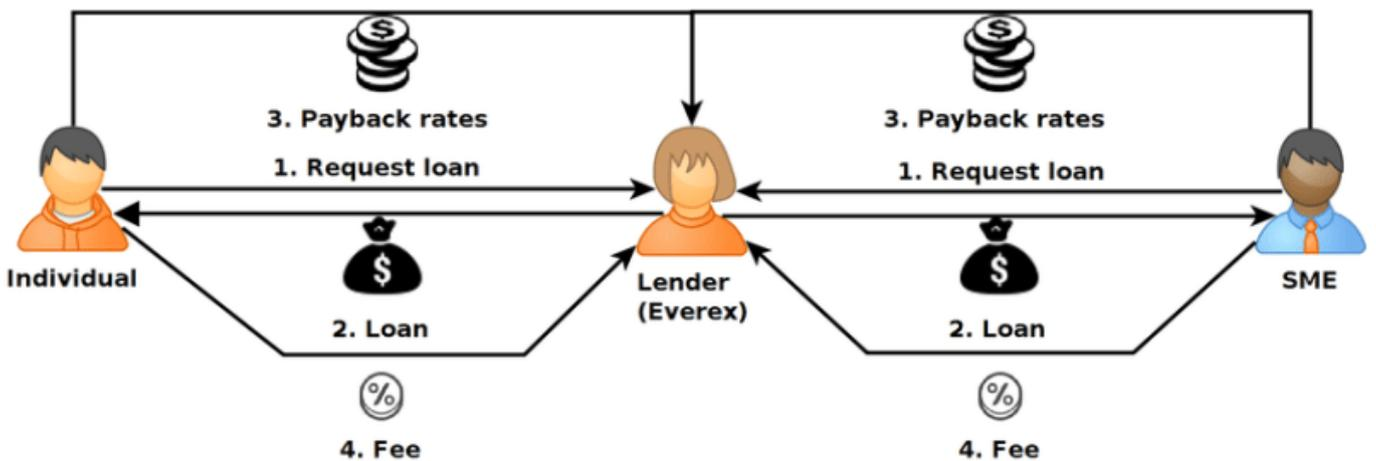 3. Payback rates
1. Request loan
2. Loan
4. Fee
Individual
Lender
(Everex)
3. Payback rates
1. Request loan
2. Loan
4. Fee
SME
$
$
$
$
%
%